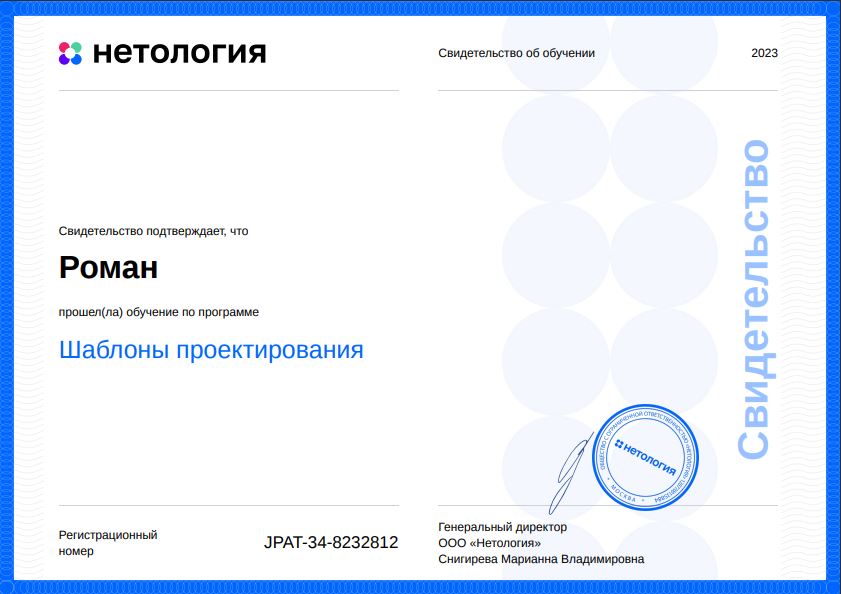 нетология
Свидетельство об обучении
2023
Свидетельство
Свидетельство подтверждает, что
Роман
прошел(ла) обучение по программе
Шаблоны проектирования
ОБЩЕСТВО С ОГРАНИЧЕННОЙ ОТВЕТСТВЕННОСТЬЮ «НЕТОЛОГИЯ»
• МОСКВА •
нетология
Регистрационный
номер
JPAT-34-8232812
Генеральный директор
ООО «Нетология»
Снигирева Марианна Владимировна